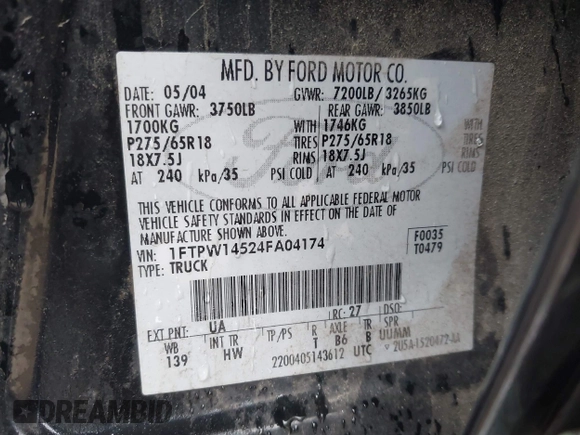 MFD. BY FORD MOTOR CO.
DATE: 05/04 GVWR: 7200LB/ 3265KG
FRONT GAWR: 3750LB REAR GAWR: 3850LB
1700KG WITH 1746KG WITH
P275/65R18 TIRES P275/65R18 TIRES
18X7.5J RIMS 18X7.5J RIMS
AT 240 kPa/35 PSI COLD AT 240 kPa/35 PSI COLD
Ford
THIS VEHICLE CONFORMS TO ALL APPLICABLE FEDERAL MOTOR
VEHICLE SAFETY STANDARDS IN EFFECT ON THE DATE OF
MANUFACTURE SHOWN ABOVE.
VIN: 1FTPW14524FA04174 F0035
TYPE: TRUCK T0479
EXT PNT: UA RC: 27 DSO:
WB INT TR TP/PS R AXLE TR SPR
139 HW T B6 B UUMM
2200405143612 UTC
DREAMBID